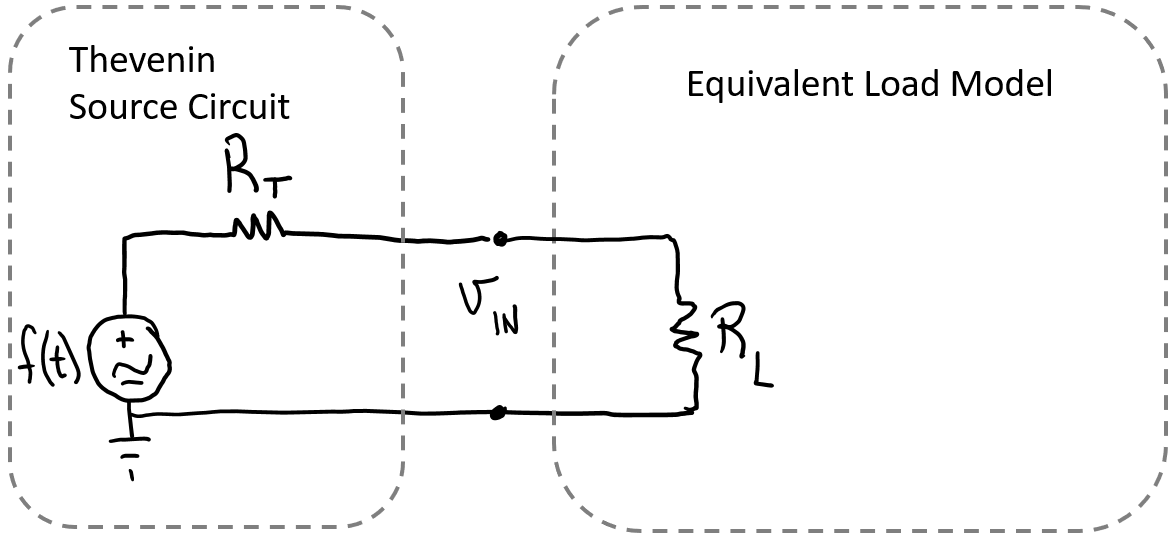 Thevenin
Source Circuit
Equivalent Load Model
R_T
f(t)
+
v_IN
R_L